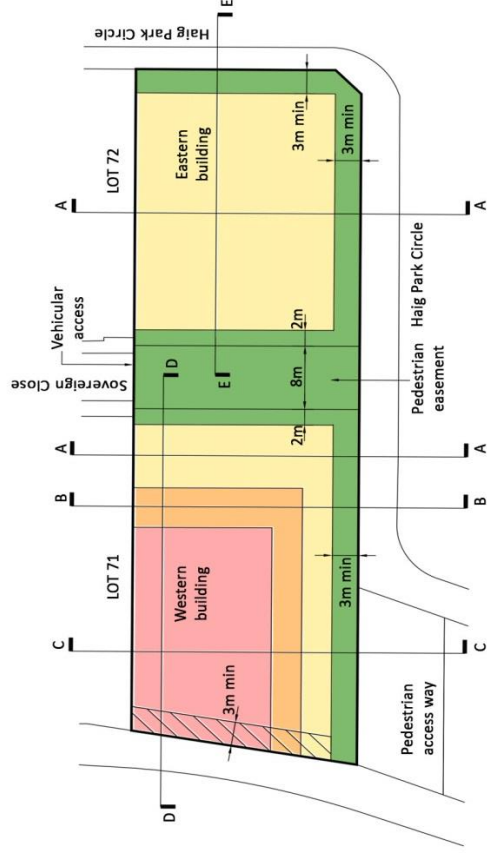 C
B
A
Vehicular
access
A
LOT 71
Sovereign Close
LOT 72
Haig Park Circle
D
D
E
E
Western
building
Eastern
building
3m min
2m
8m
2m
3m min
3m min
3m min
Pedestrian
easement
Haig Park Circle
Pedestrian
access way
C
B
A
A